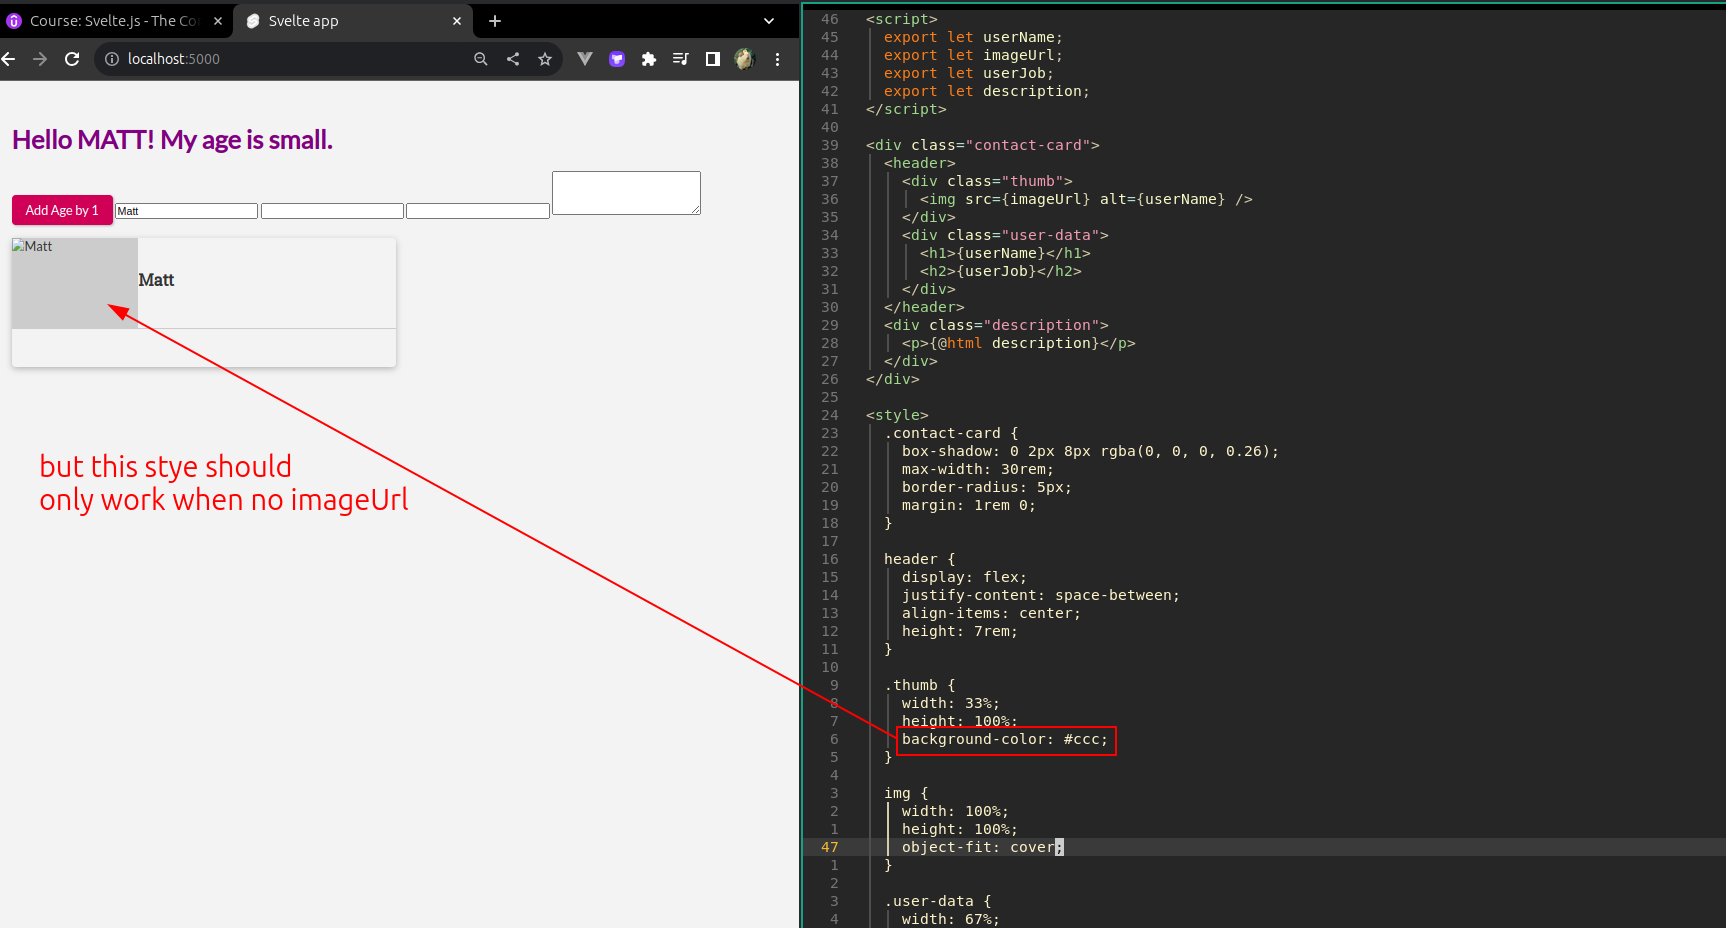 Course: Svelte.js - The Co
Svelte app
localhost:5000
Hello MATT! My age is small.
Add Age by 1
Matt
Matt
Matt
but this stye should
only work when no imageUrl
46 <script>
45 export let userName;
44 export let imageUrl;
43 export let userJob;
42 export let description;
41 </script>
40
39 <div class="contact-card">
38 <header>
37 <div class="thumb">
36 <img src={imageUrl} alt={userName} />
35 </div>
34 <div class="user-data">
33 <h1>{userName}</h1>
32 <h2>{userJob}</h2>
31 </div>
30 </header>
29 <div class="description">
28 <p>{@html description}</p>
27 </div>
26 </div>
25
24 <style>
23 .contact-card {
22 box-shadow: 0 2px 8px rgba(0, 0, 0, 0.26);
21 max-width: 30rem;
20 border-radius: 5px;
19 margin: 1rem 0;
18 }
17
16 header {
15 display: flex;
14 justify-content: space-between;
13 align-items: center;
12 height: 7rem;
11 }
10
9 .thumb {
8 width: 33%;
7 height: 100%;
6 background-color: #ccc;
5 }
4
3 img {
2 width: 100%;
1 height: 100%;
47 object-fit: cover;
1 }
2
3 .user-data {
4 width: 67%;